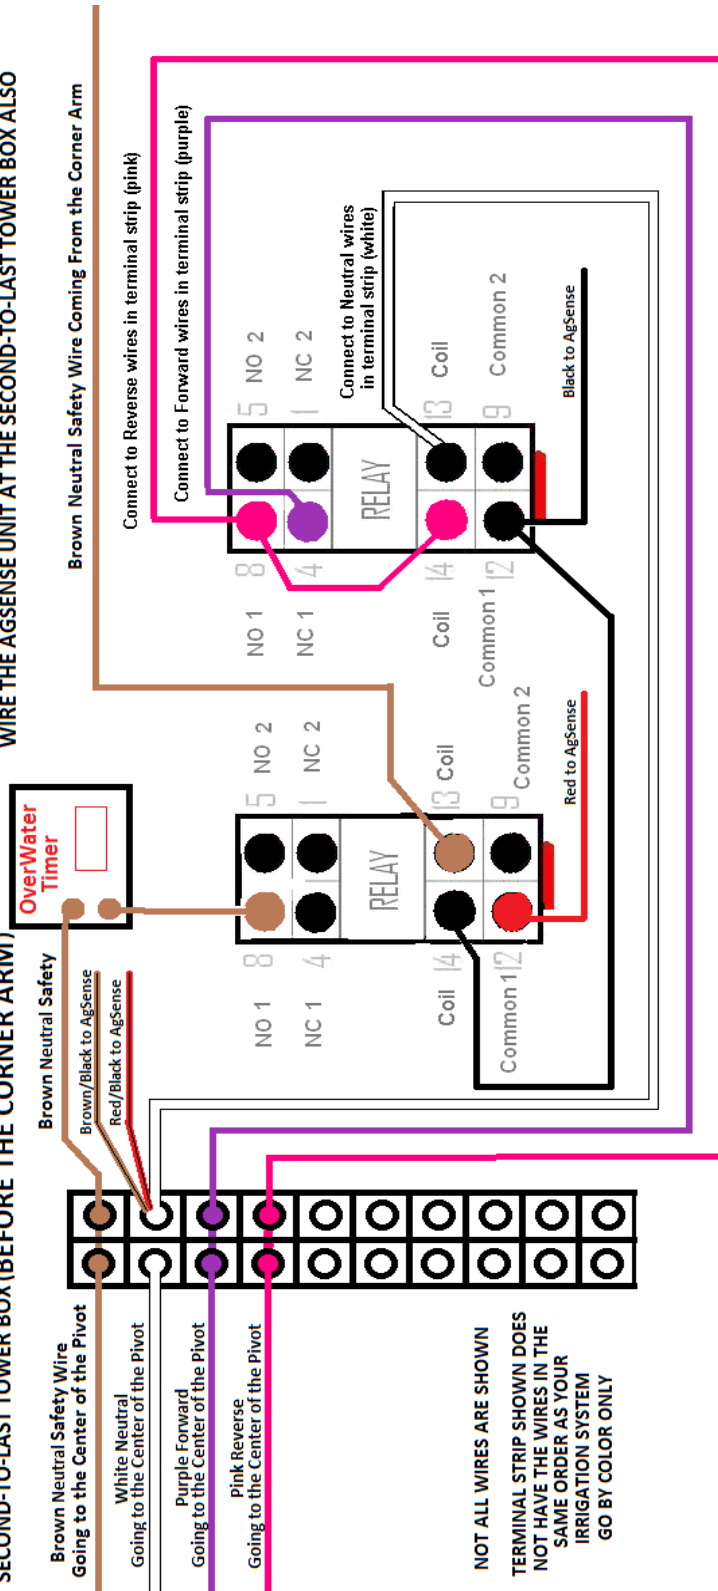 WIRE THE AGSENSE UNIT AT THE SECOND-TO-LAST TOWER BOX ALSO
SECOND-TO-LAST TOWER BOX (BEFORE THE CORNER ARM)
Brown Neutral Safety Wire Coming From the Corner Arm
Connect to Reverse wires in terminal strip (pink)
Connect to Forward wires in terminal strip (purple)
Connect to Neutral wires
in terminal strip (white)
Black to AgSense
NO 2
NC 2
Coil
Common 2
5
1
13
9
RELAY
8
4
14
12
NO 1
NC 1
Coil
Common1
Red to AgSense
NO 2
NC 2
Coil
Common 2
5
1
13
9
RELAY
8
4
14
12
NO 1
NC 1
Coil
Common1
OverWater
Timer
Brown Neutral Safety
Brown/Black to AgSense
Red/Black to AgSense
Brown Neutral Safety Wire
Going to the Center of the Pivot
White Neutral
Going to the Center of the Pivot
Purple Forward
Going to the Center of the Pivot
Pink Reverse
Going to the Center of the Pivot
NOT ALL WIRES ARE SHOWN
TERMINAL STRIP SHOWN DOES
NOT HAVE THE WIRES IN THE
SAME ORDER AS YOUR
IRRIGATION SYSTEM
GO BY COLOR ONLY